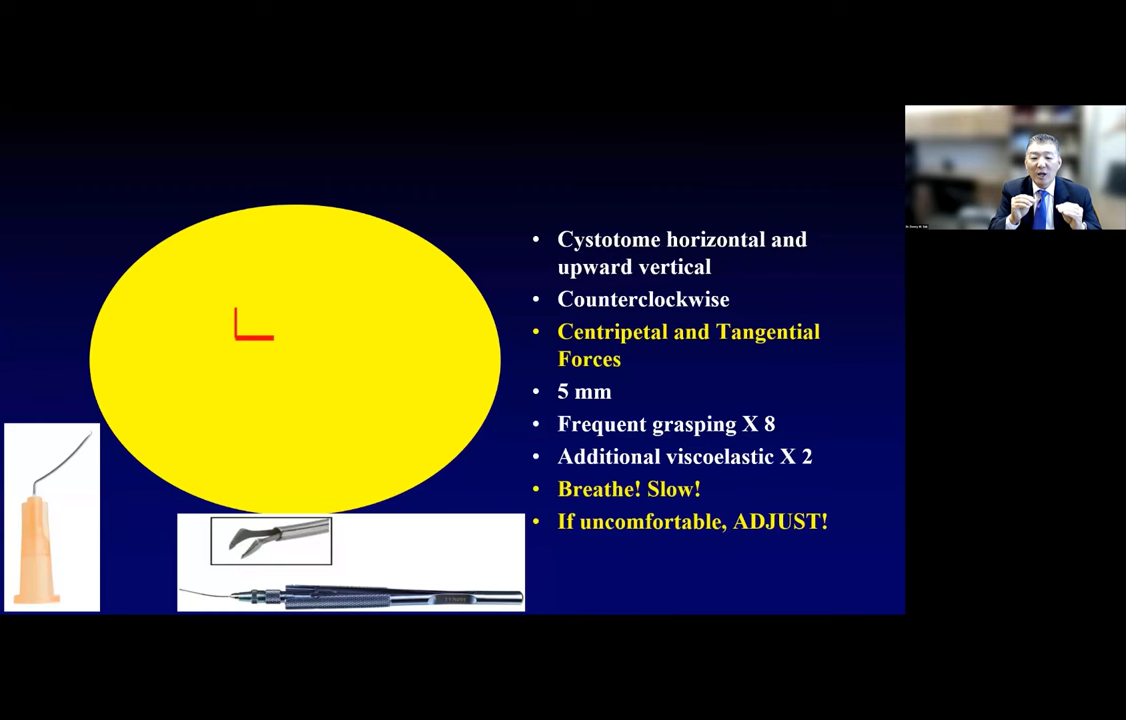 • Cystotome horizontal and
upward vertical
• Counterclockwise
• Centripetal and Tangential
Forces
• 5 mm
• Frequent grasping X 8
• Additional viscoelastic X 2
• Breathe! Slow!
• If uncomfortable, ADJUST!